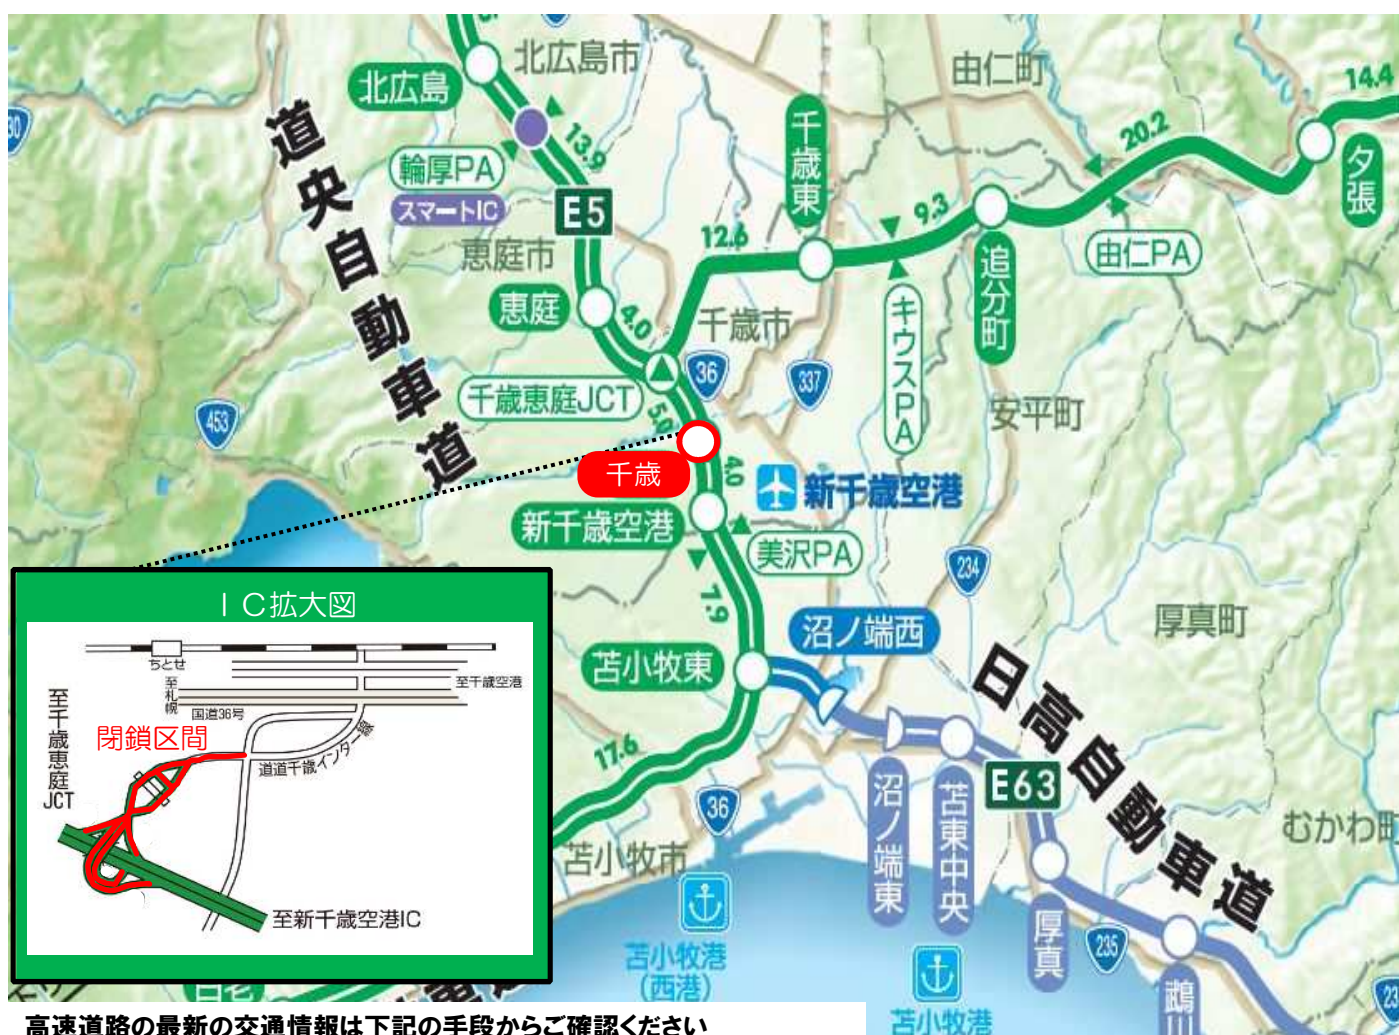 北広島市
由仁町
14.4
北広島
道央自動車道
13.9
千歳東
20.2
夕張
輪厚PA
スマートIC
E5
9.3
12.6
追分町
由仁PA
恵庭市
恵庭
4.0
千歳市
キウスPA
36
337
千歳恵庭JCT
5.0
安平町
453
千歳
4.0
新千歳空港
新千歳空港
美沢PA
234
7.9
厚真町
沼ノ端西
苫小牧東
日高自動車道
17.6
E63
36
沼ノ端東
苫東中央
むかわ町
苫小牧市
厚真
235
鵡川
苫小牧港
(西港)
苫小牧港
IC拡大図
ちとせ
至札幌
至千歳空港
国道36号
至千歳恵庭JCT
閉鎖区間
道道千歳インター線
至新千歳空港IC
高速道路の最新の交通情報は下記の手段からご確認ください